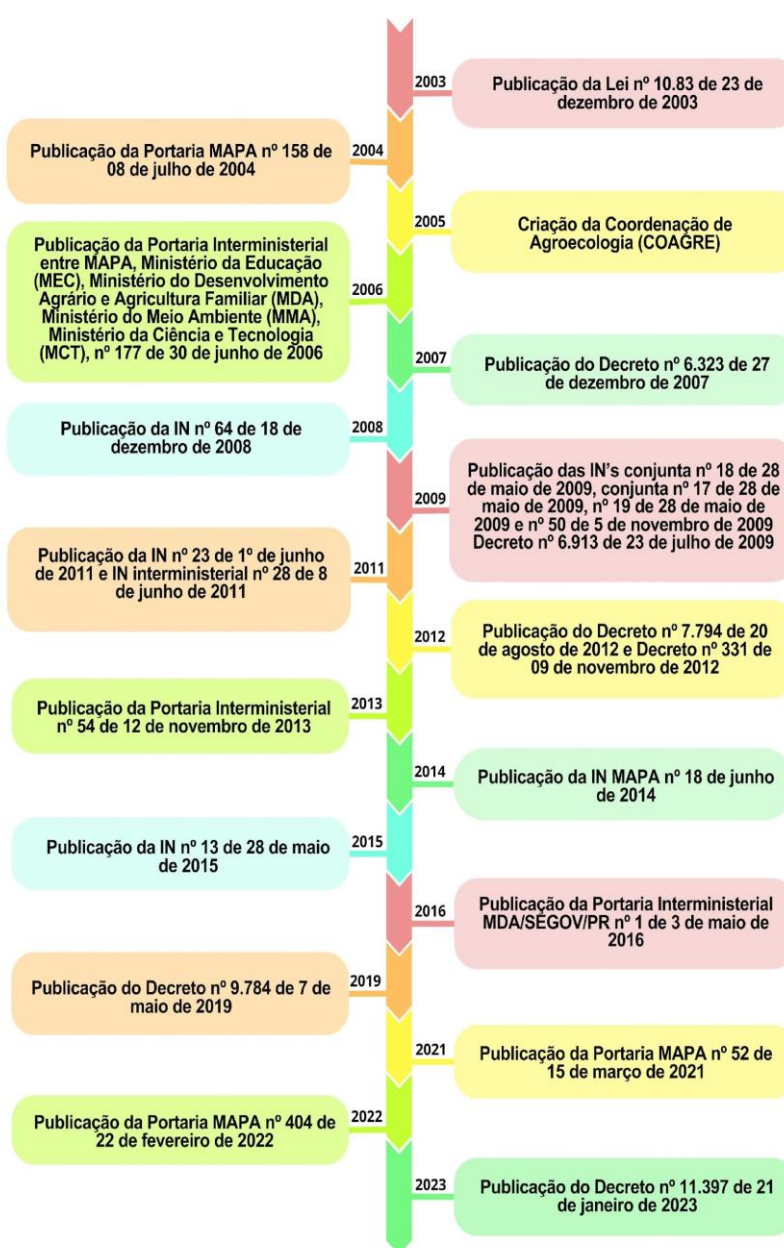 2003
Publicação da Lei nº 10.83 de 23 de
dezembro de 2003
2004
Publicação da Portaria MAPA nº 158 de
08 de julho de 2004
2005
Criação da Coordenação de
Agroecologia (COAGRE)
2006
Publicação da Portaria Interministerial
entre MAPA, Ministério da Educação
(MEC), Ministério do Desenvolvimento
Agrário e Agricultura Familiar (MDA),
Ministério do Meio Ambiente (MMA),
Ministério da Ciência e Tecnologia
(MCT), nº 177 de 30 de junho de 2006
2007
Publicação do Decreto nº 6.323 de 27
de dezembro de 2007
2008
Publicação da IN nº 64 de 18 de
dezembro de 2008
2009
Publicação das IN's conjunta nº 18 de 28
de maio de 2009, conjunta nº 17 de 28 de
maio de 2009, nº 19 de 28 de maio de
2009 e nº 50 de 5 de novembro de 2009
Decreto nº 6.913 de 23 de julho de 2009
2011
Publicação da IN nº 23 de 1º de junho
de 2011 e IN interministerial nº 28 de 8
de junho de 2011
2012
Publicação do Decreto nº 7.794 de 20
de agosto de 2012 e Decreto nº 331 de
09 de novembro de 2012
2013
Publicação da Portaria Interministerial
nº 54 de 12 de novembro de 2013
2014
Publicação da IN MAPA nº 18 de junho
de 2014
2015
Publicação da IN nº 13 de 28 de maio
de 2015
2016
Publicação da Portaria Interministerial
MDA/SEGOV/PR nº 1 de 3 de maio de
2016
2019
Publicação do Decreto nº 9.784 de 7 de
maio de 2019
2021
Publicação da Portaria MAPA nº 52 de
15 de março de 2021
2022
Publicação da Portaria MAPA nº 404 de
22 de fevereiro de 2022
2023
Publicação do Decreto nº 11.397 de 21
de janeiro de 2023